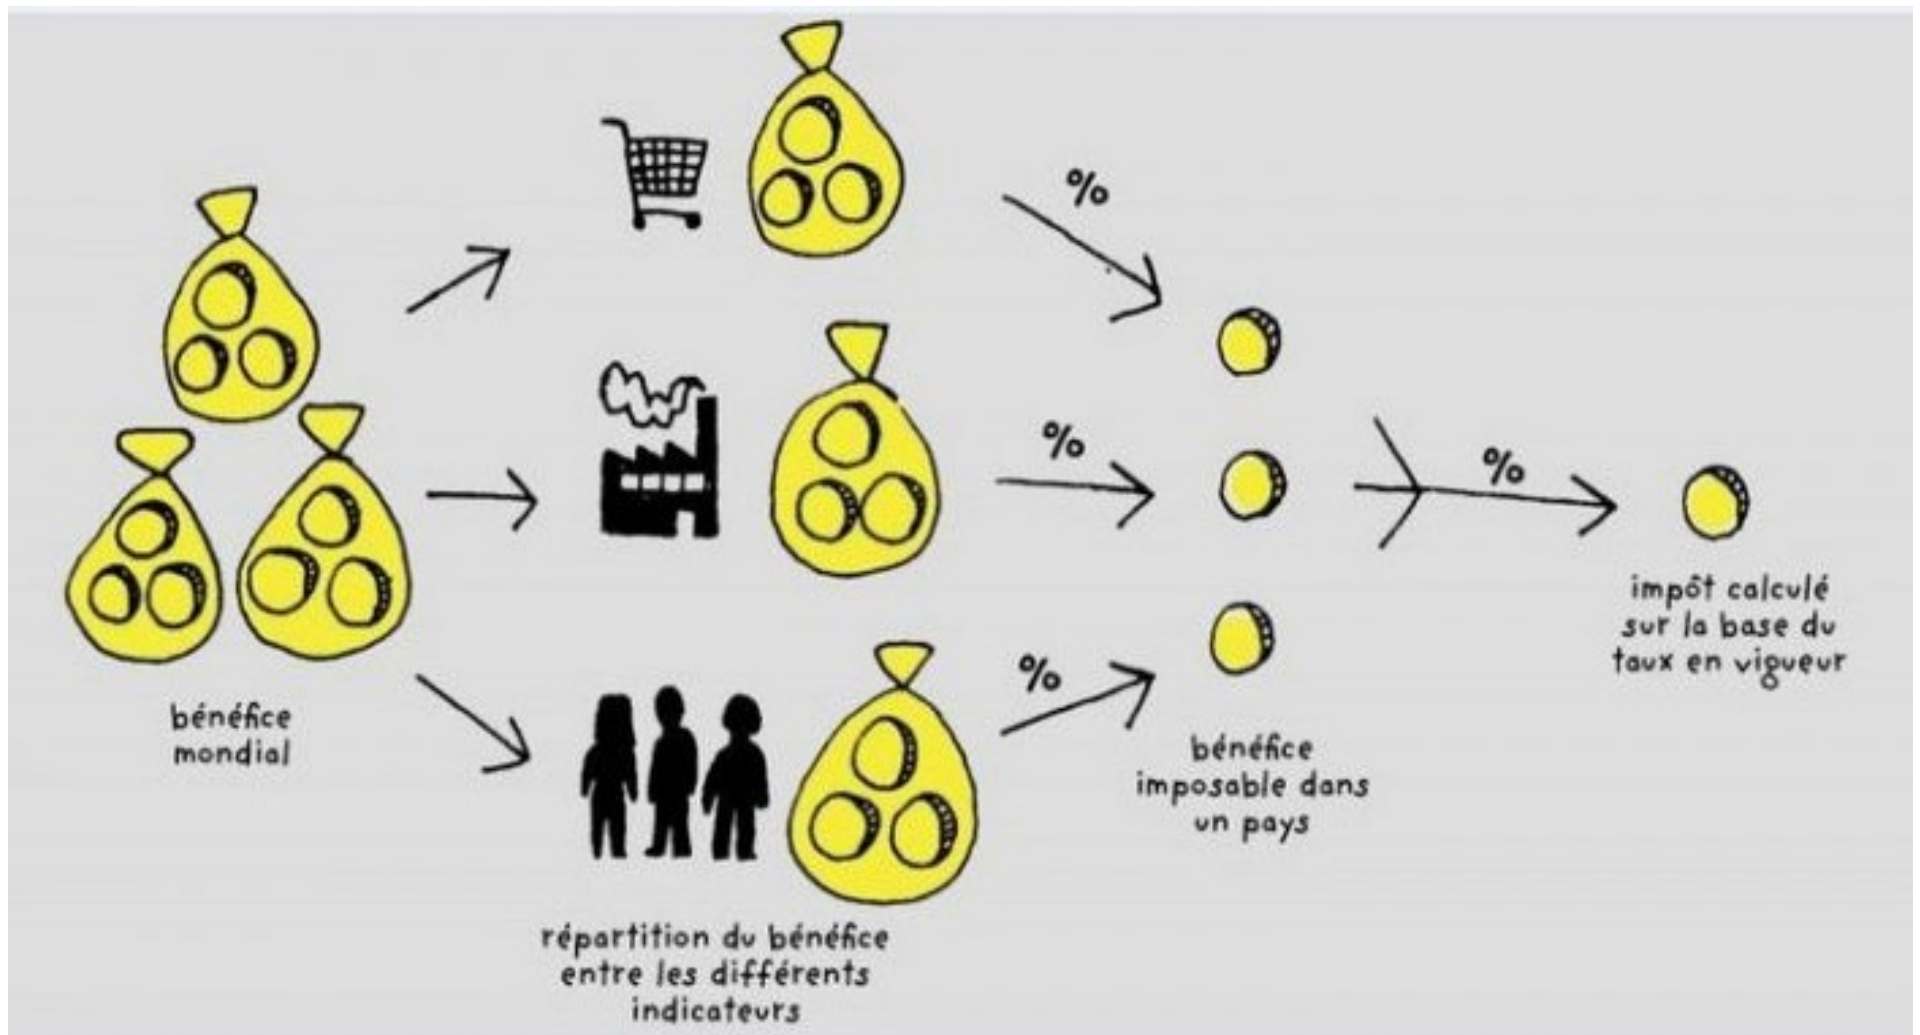 %
%
%
%
bénéfice
mondial
répartition du bénéfice
entre les différents
indicateurs
bénéfice
imposable dans
un pays
impôt calculé
sur la base du
taux en vigueur